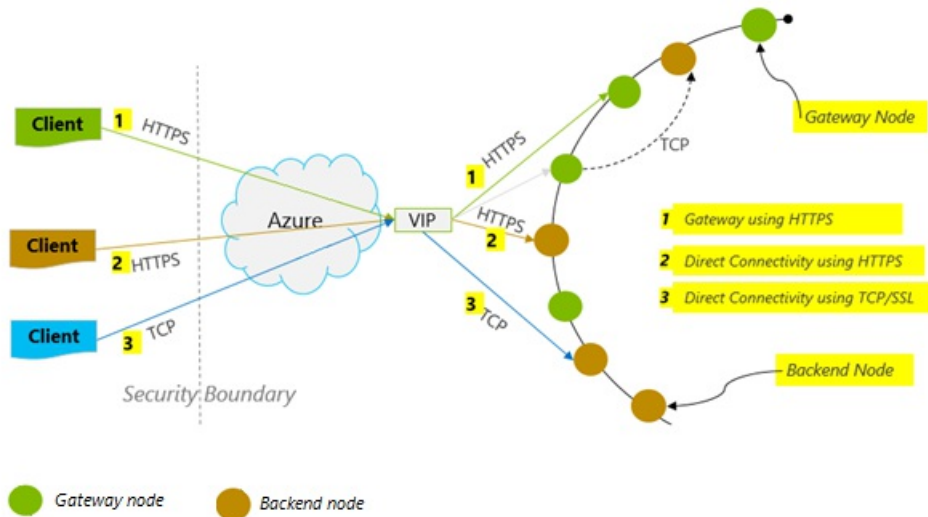 Client
1
HTTPS
Client
2
HTTPS
Client
3
TCP
Security Boundary
Azure
VIP
1
HTTPS
HTTPS
2
3
TCP
TCP
Gateway Node
1 Gateway using HTTPS
2 Direct Connectivity using HTTPS
3 Direct Connectivity using TCP/SSL
Backend Node
Gateway node
Backend node